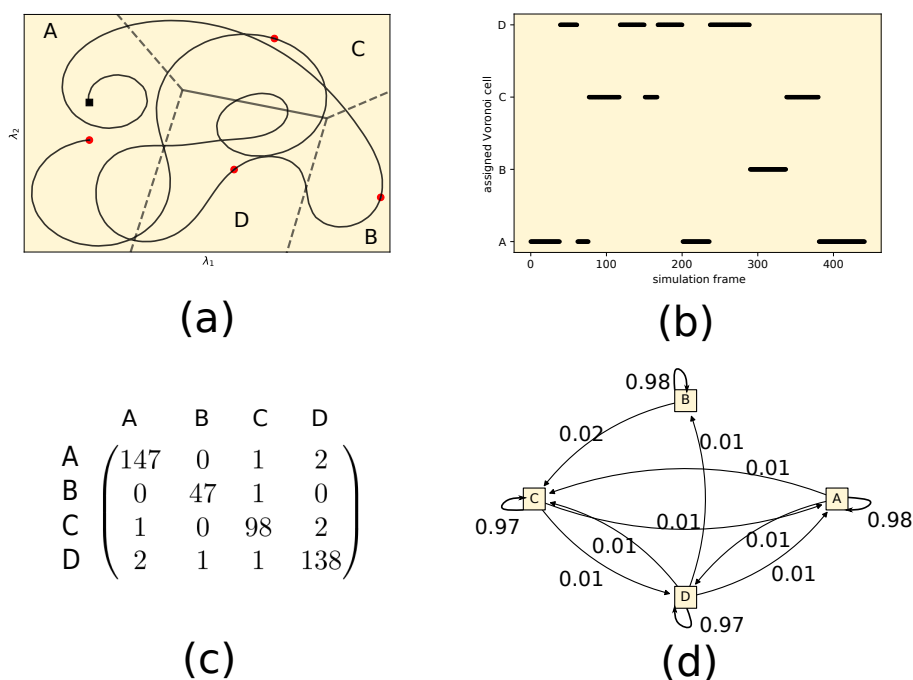 A
C
D
B
λ2
λ1
(a)
D
C
B
A
assigned Voronoi cell
0 100 200 300 400
simulation frame
(b)
A B C D
A 147 0 1 2
B 0 47 1 0
C 1 0 98 2
D 2 1 1 138
(c)
0.98
B
0.02
0.01
0.01
C
A
0.97
0.01
0.98
0.01
0.01
0.01
0.01
D
0.97
(d)